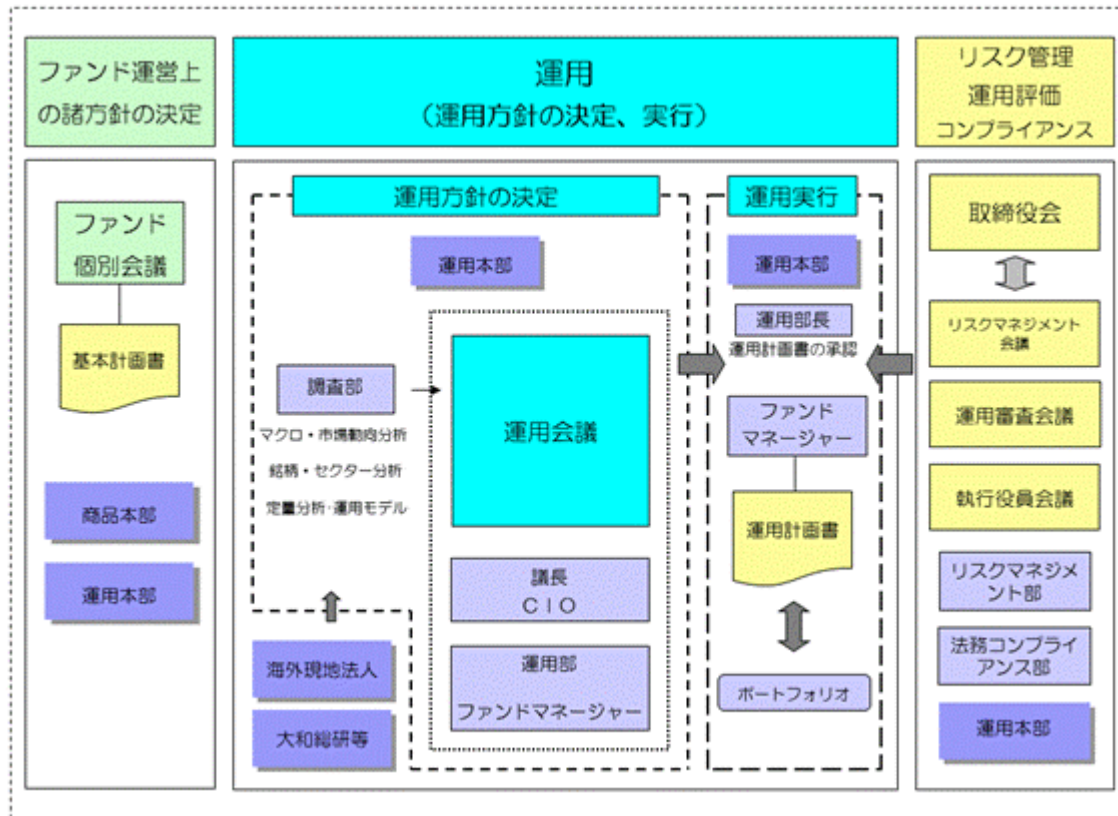 ファンド運営上
の諸方針の決定
運用
（運用方針の決定、実行）
リスク管理
運用評価
コンプライアンス
ファンド
個別会議
基本計画書
商品本部
運用本部
運用方針の決定
運用本部
調査部
マクロ・市場動向分析
銘柄・セクター分析
定量分析・運用モデル
海外現地法人
大和総研等
運用会議
議長
CIO
運用部
ファンドマネージャー
運用実行
運用本部
運用部長
運用計画書の承認
ファンド
マネージャー
運用計画書
ポートフォリオ
取締役会
リスクマネジメント
会議
運用審査会議
執行役員会議
リスクマネジメ
ント部
法務コンプライ
アンス部
運用本部